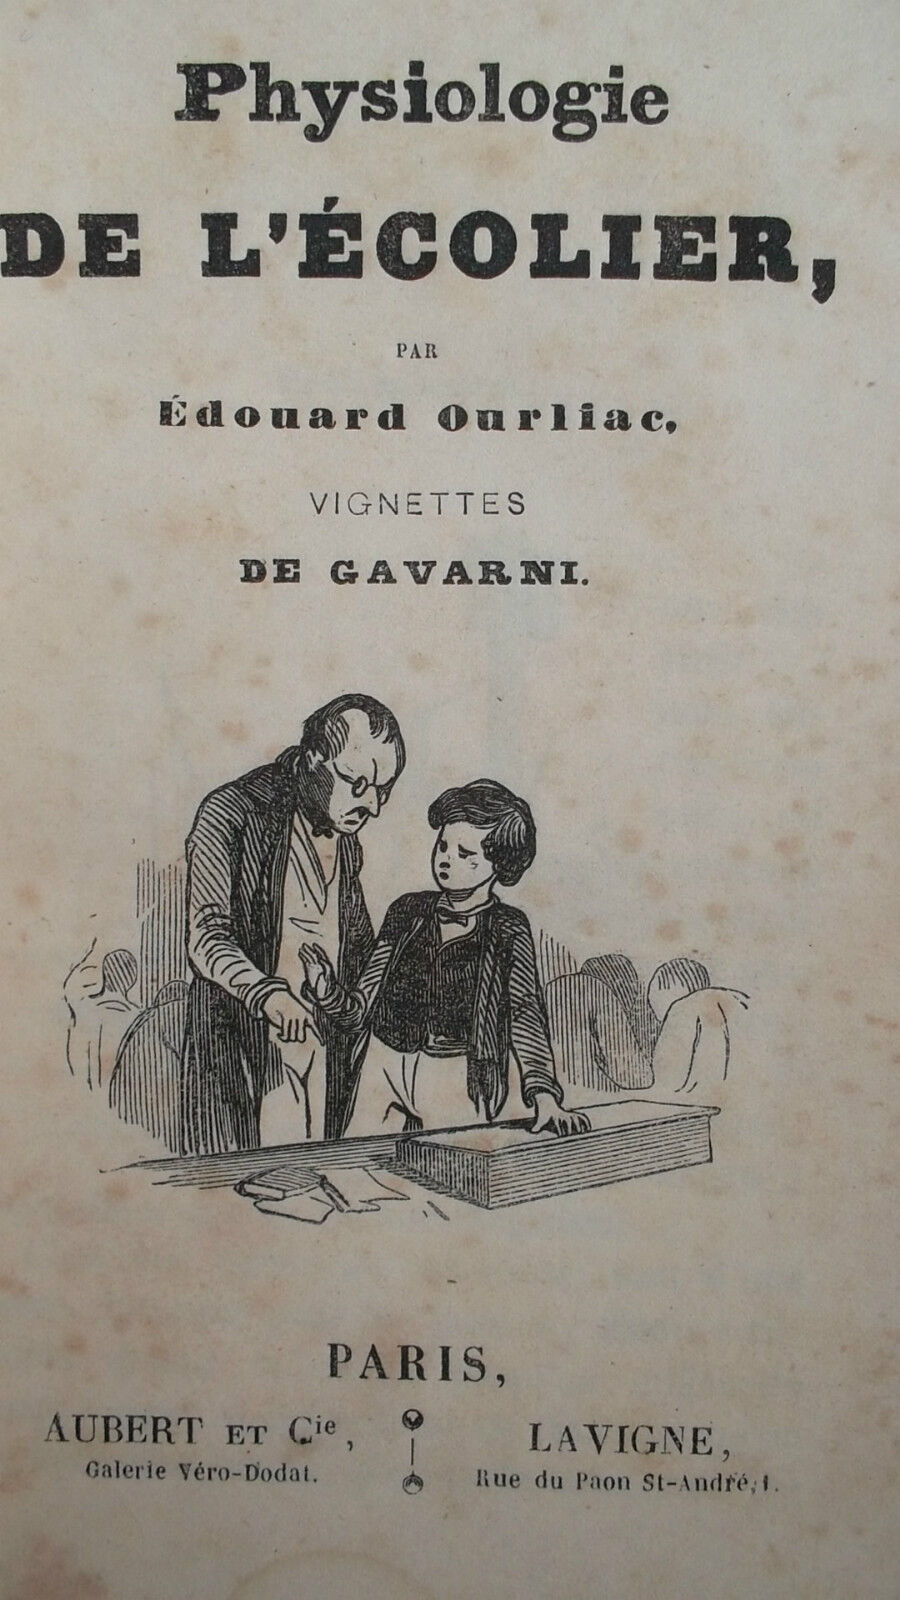 Physiologie
DE L'ÉCOLIER,
PAR
Édouard Ourliac,
VIGNETTES
DE GAVARNI.
PARIS,
AUBERT ET Cie,
Galerie Véro-Dodat.
LAVIGNE,
Rue du Paon St-André, 1.